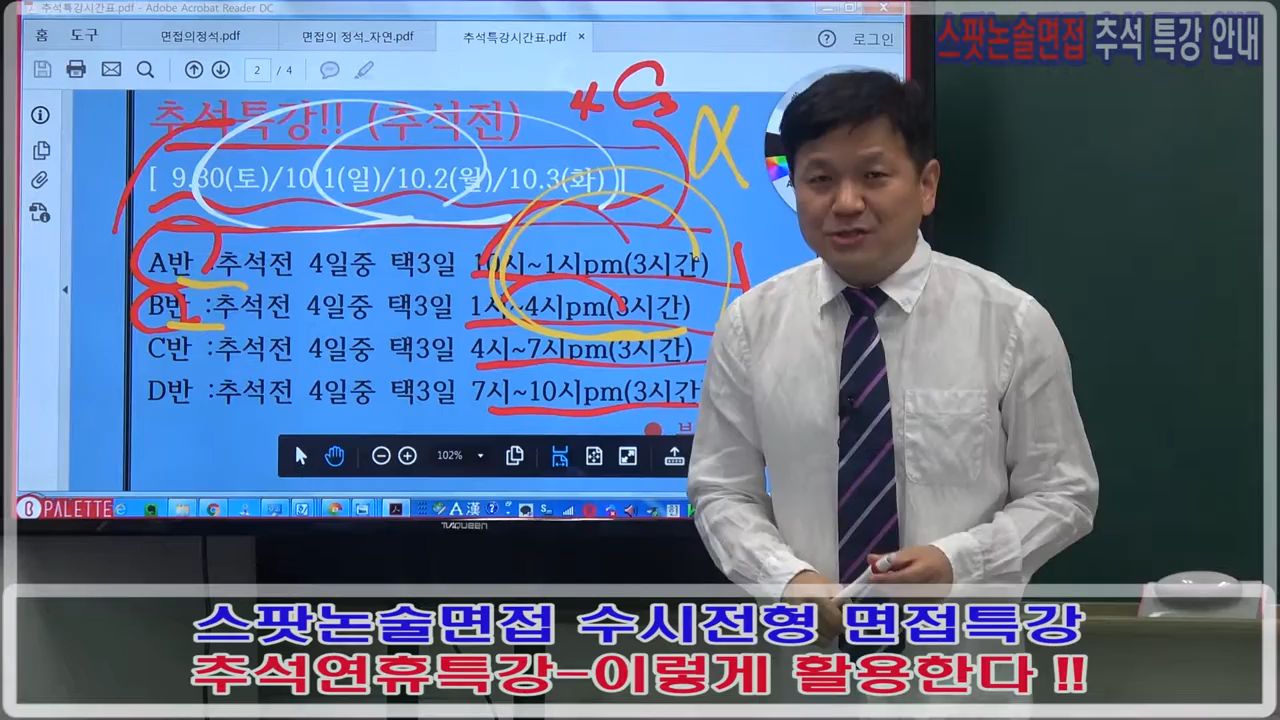 추석특강시간표.pdf - Adobe Acrobat Reader DC
스팟논술면접 추석 특강 안내
홈 도구 면접의정석.pdf 면접의 정석_자연.pdf 추석특강시간표.pdf × ? 로그인
2 / 4
4
추석특강!! (추석전)
α
[ 9.30(토)/10.1(일)/10.2(월)/10.3(화) ]
A반 :추석전 4일중 택3일 10시~1시pm(3시간)
B반 :추석전 4일중 택3일 1시~4시pm(3시간)
C반 :추석전 4일중 택3일 4시~7시pm(3시간)
D반 :추석전 4일중 택3일 7시~10시pm(3시간
102%
PALETTE A 漢
스팟논술면접 수시전형 면접특강
추석연휴특강-이렇게 활용한다 !!